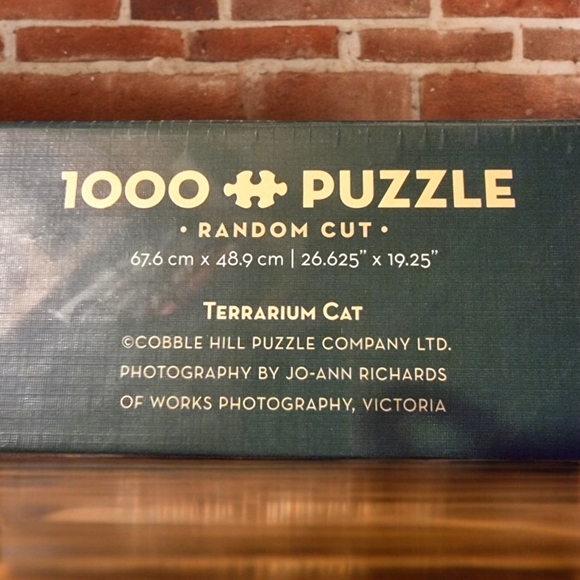 1000 PUZZLE
• RANDOM CUT •
67.6 cm x 48.9 cm | 26.625” x 19.25”
TERRARIUM CAT
©COBBLE HILL PUZZLE COMPANY LTD.
PHOTOGRAPHY BY JO-ANN RICHARDS
OF WORKS PHOTOGRAPHY, VICTORIA